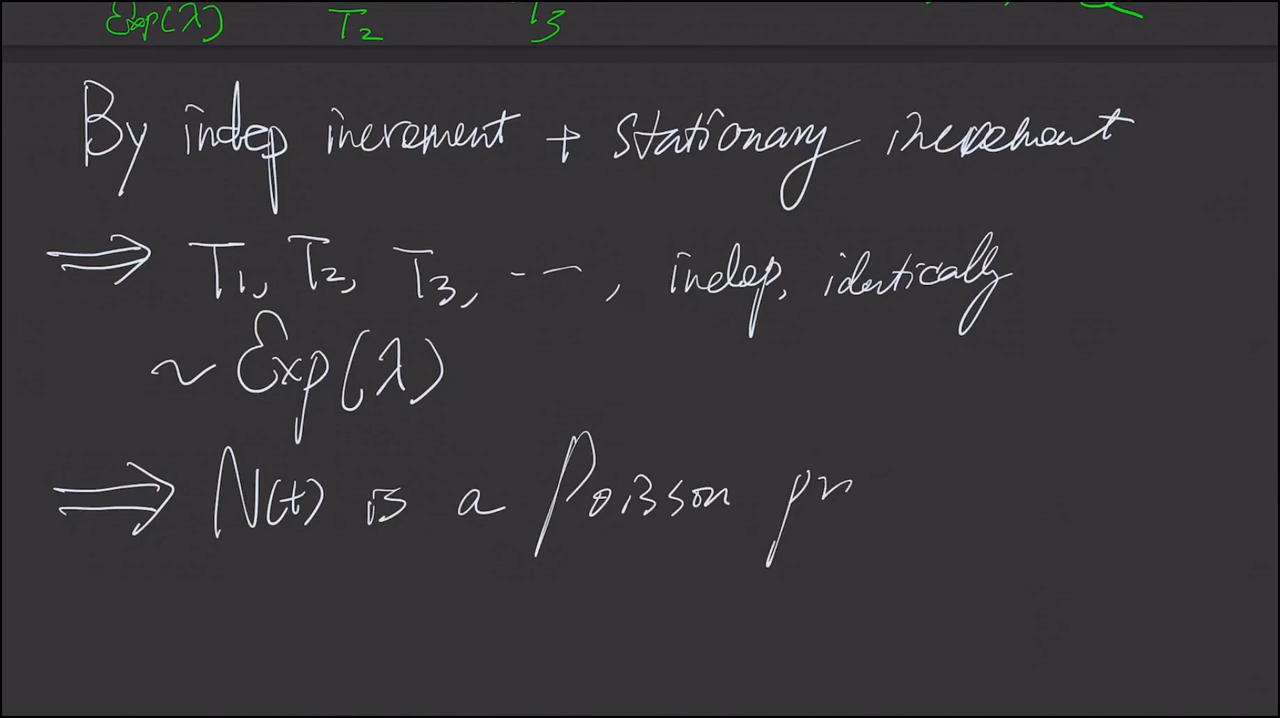 Exp(λ) T₂ T₃
By indep increment + stationary increment
⟹ T₁, T₂, T₃, ---, indep, identically
~ Exp(λ)
⟹ N(t) is a Poisson pr